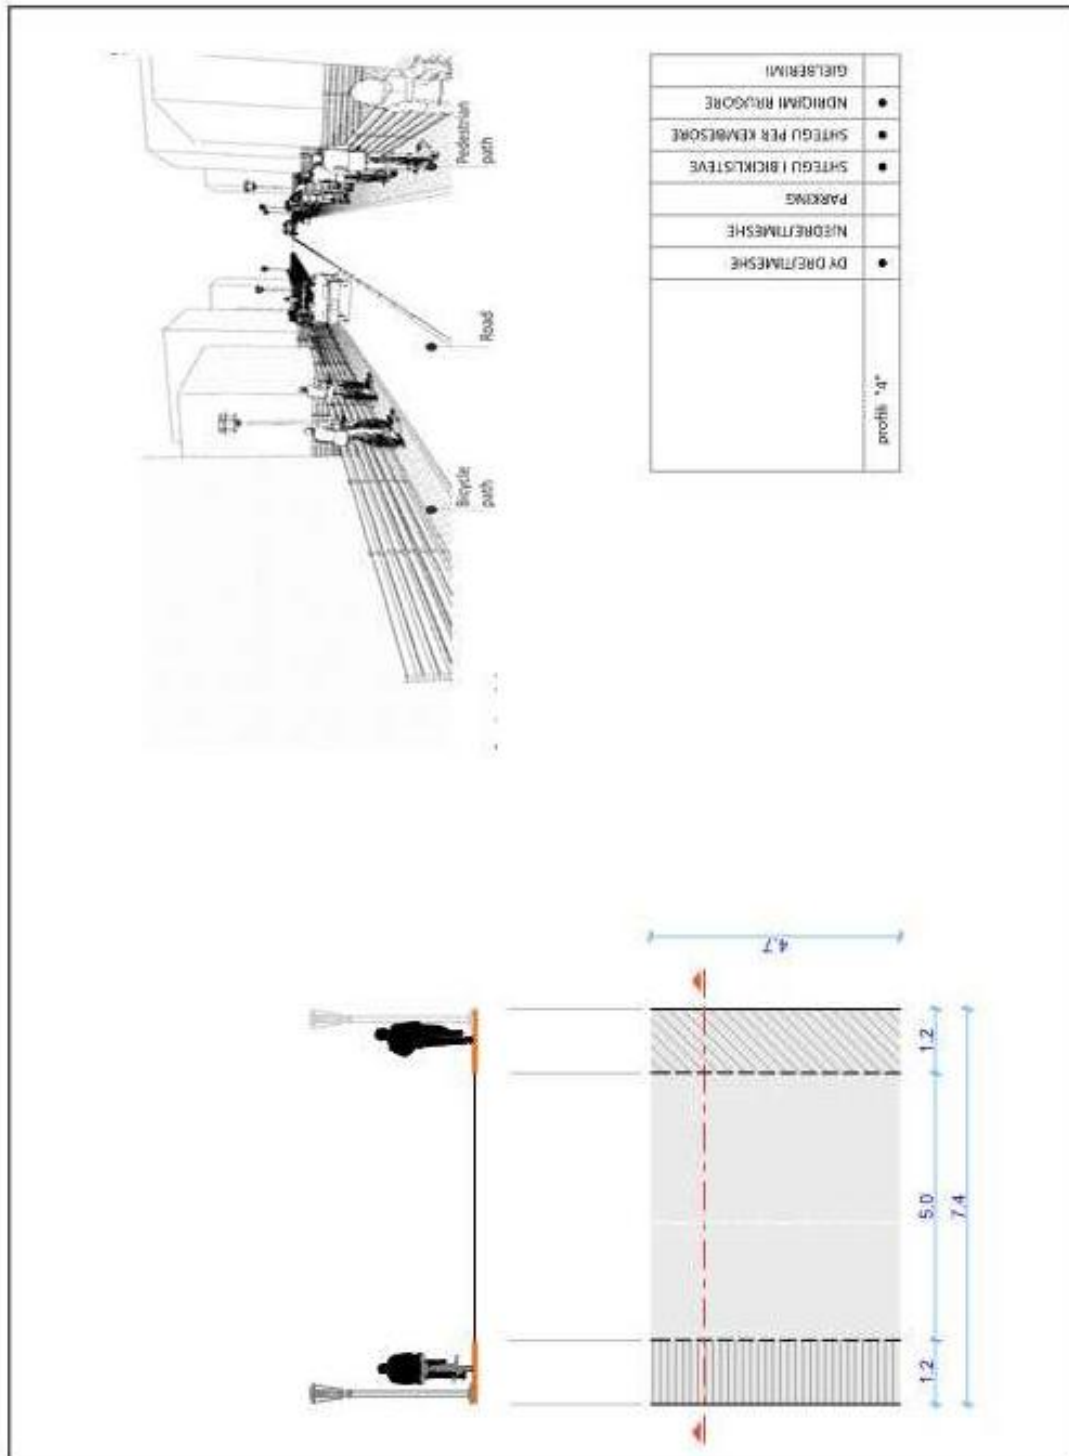 Bicycle
path
Road
Pedestrian
path
DY DREJTIMESHE
NJEDREJTIMESHE
PARKING
SHTEGU I BICIKLISTEVE
SHTEGU PER KEMBESORE
NDRIQIMI RRUGORE
GJELBERIMI
profili "4"
4.7
1.2
5.0
1.2
7.4